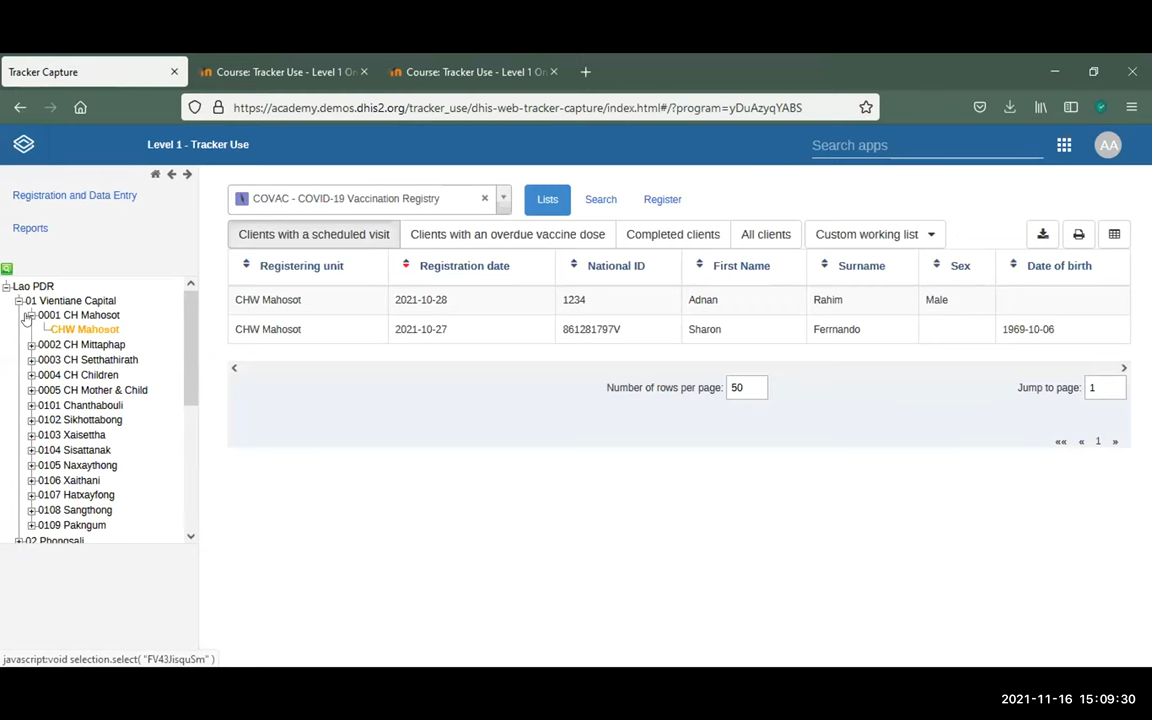 Tracker Capture
Course: Tracker Use - Level 1 On
Course: Tracker Use - Level 1 On
https://academy.demos.dhis2.org/tracker_use/dhis-web-tracker-capture/index.html#/?program=yDuAzyqYABS
Level 1 - Tracker Use
Search apps
AA
Registration and Data Entry
Reports
COVAC - COVID-19 Vaccination Registry
Lists
Search
Register
Clients with a scheduled visit
Clients with an overdue vaccine dose
Completed clients
All clients
Custom working list
Registering unit Registration date National ID First Name Surname Sex Date of birth
CHW Mahosot 2021-10-28 1234 Adnan Rahim Male
CHW Mahosot 2021-10-27 861281797V Sharon Fernando 1969-10-06
Number of rows per page: 50
Jump to page: 1
«« « 1 »
Lao PDR
01 Vientiane Capital
0001 CH Mahosot
CHW Mahosot
0002 CH Mittaphap
0003 CH Setthathirath
0004 CH Children
0005 CH Mother & Child
0101 Chanthabouli
0102 Sikhottabong
0103 Xaisettha
0104 Sisattanak
0105 Naxaythong
0106 Xaithani
0107 Hatxayfong
0108 Sangthong
0109 Pakngum
02 Phongsali
javascript:void selection.select( "FV43JisquSm" )
2021-11-16 15:09:30